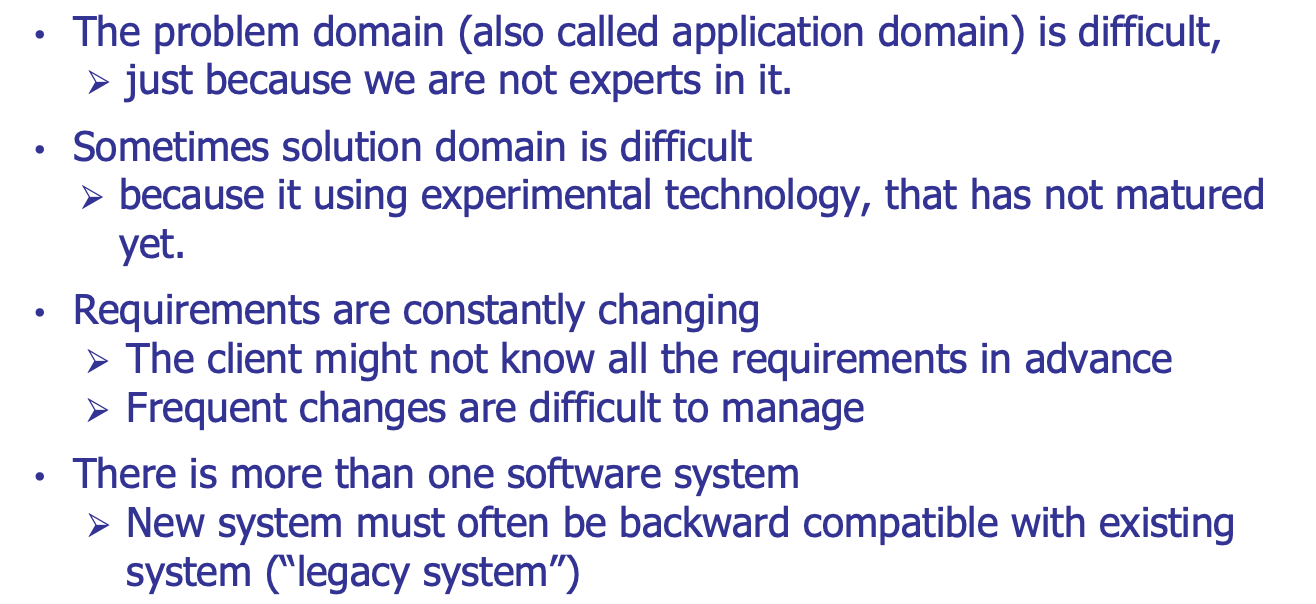 • The problem domain (also called application domain) is difficult,
➢ just because we are not experts in it.
• Sometimes solution domain is difficult
➢ because it using experimental technology, that has not matured
yet.
• Requirements are constantly changing
➢ The client might not know all the requirements in advance
➢ Frequent changes are difficult to manage
• There is more than one software system
➢ New system must often be backward compatible with existing
system (“legacy system”)